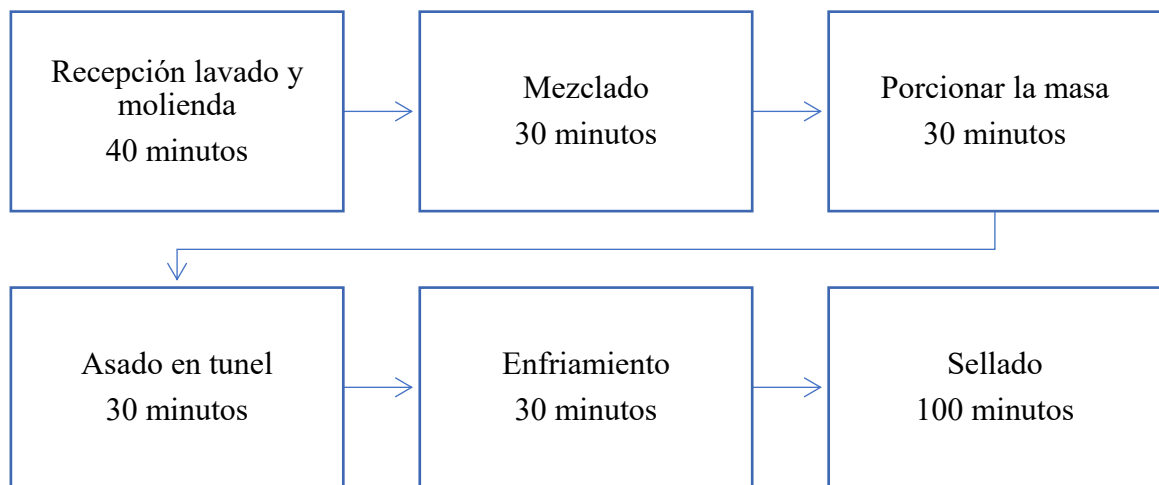 Recepción lavado y
molienda
40 minutos
Mezclado
30 minutos
Porcionar la masa
30 minutos
Asado en tunel
30 minutos
Enfriamiento
30 minutos
Sellado
100 minutos